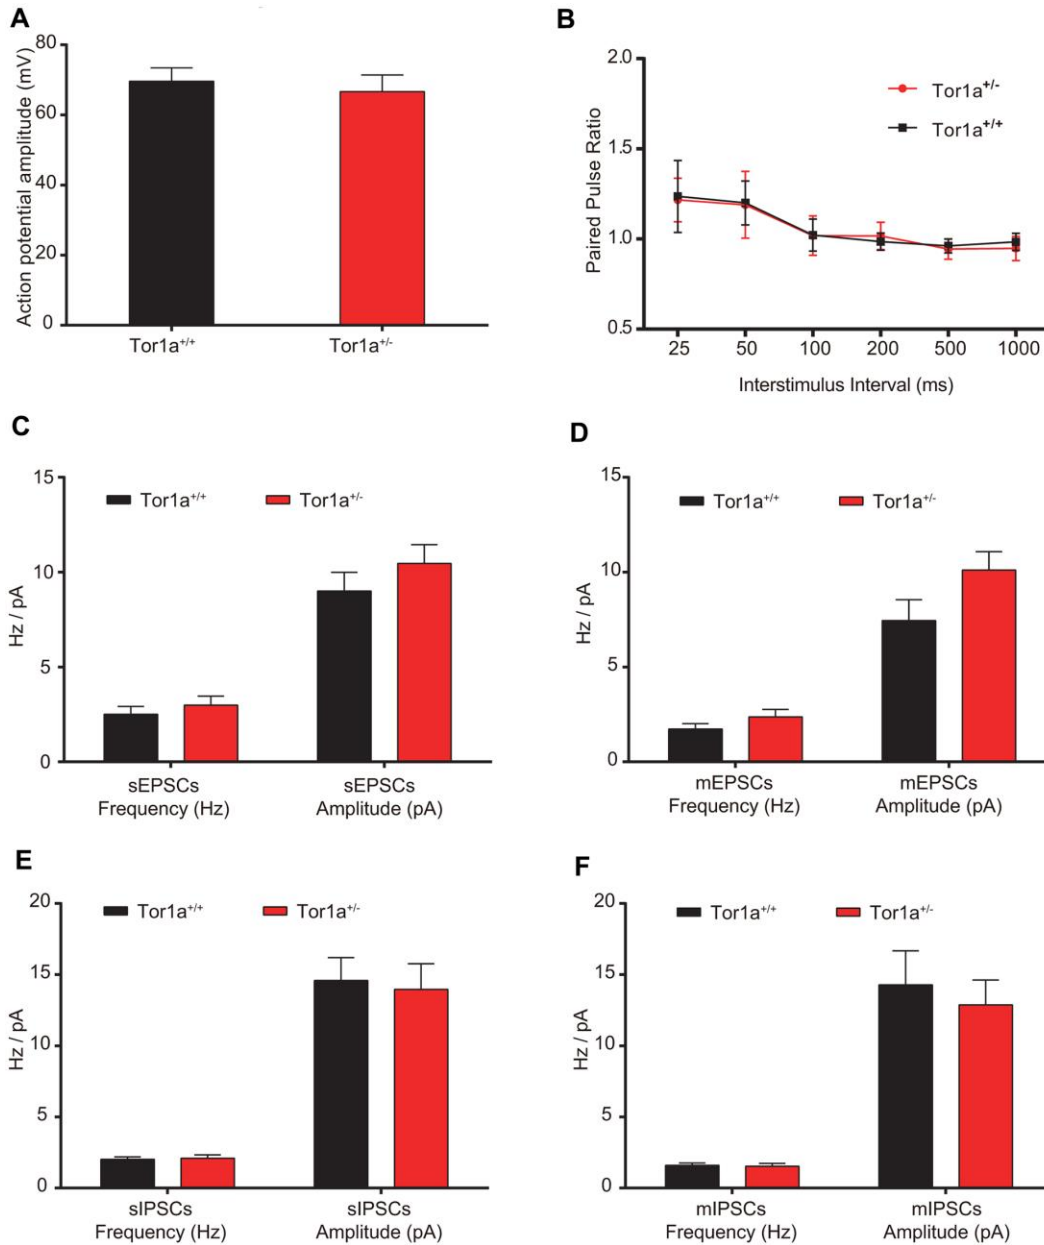 A
Action potential amplitude (mV)
80
60
40
20
0
Tor1a+/+
Tor1a+/-
B
Paired Pulse Ratio
2.0
1.5
1.0
0.5
Tor1a+/-
Tor1a+/+
25 50 100 200 500 1000
Interstimulus Interval (ms)
C
Hz / pA
15
10
5
0
Tor1a+/+
Tor1a+/-
sEPSCs
Frequency (Hz)
sEPSCs
Amplitude (pA)
D
Hz / pA
15
10
5
0
Tor1a+/+
Tor1a+/-
mEPSCs
Frequency (Hz)
mEPSCs
Amplitude (pA)
E
Hz / pA
20
15
10
5
0
Tor1a+/+
Tor1a+/-
sIPSCs
Frequency (Hz)
sIPSCs
Amplitude (pA)
F
Hz / pA
20
15
10
5
0
Tor1a+/+
Tor1a+/-
mIPSCs
Frequency (Hz)
mIPSCs
Amplitude (pA)